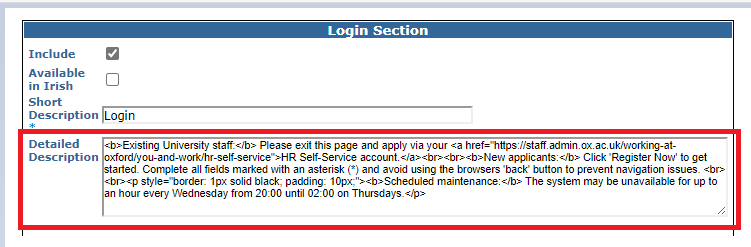 Login Section
Include
Available
in Irish
Short
Description Login
*
Detailed
Description
<b>Existing University staff:</b> Please exit this page and apply via your <a href="https://staff.admin.ox.ac.uk/working-at-
oxford/you-and-work/hr-self-service">HR Self-Service account.</a><br><br><b>New applicants:</b> Click 'Register Now' to get
started. Complete all fields marked with an asterisk (*) and avoid using the browsers 'back' button to prevent navigation issues. <br>
<br><p style="border: 1px solid black; padding: 10px;"><b>Scheduled maintenance:</b> The system may be unavailable for up to
an hour every Wednesday from 20:00 until 02:00 on Thursdays.</p>